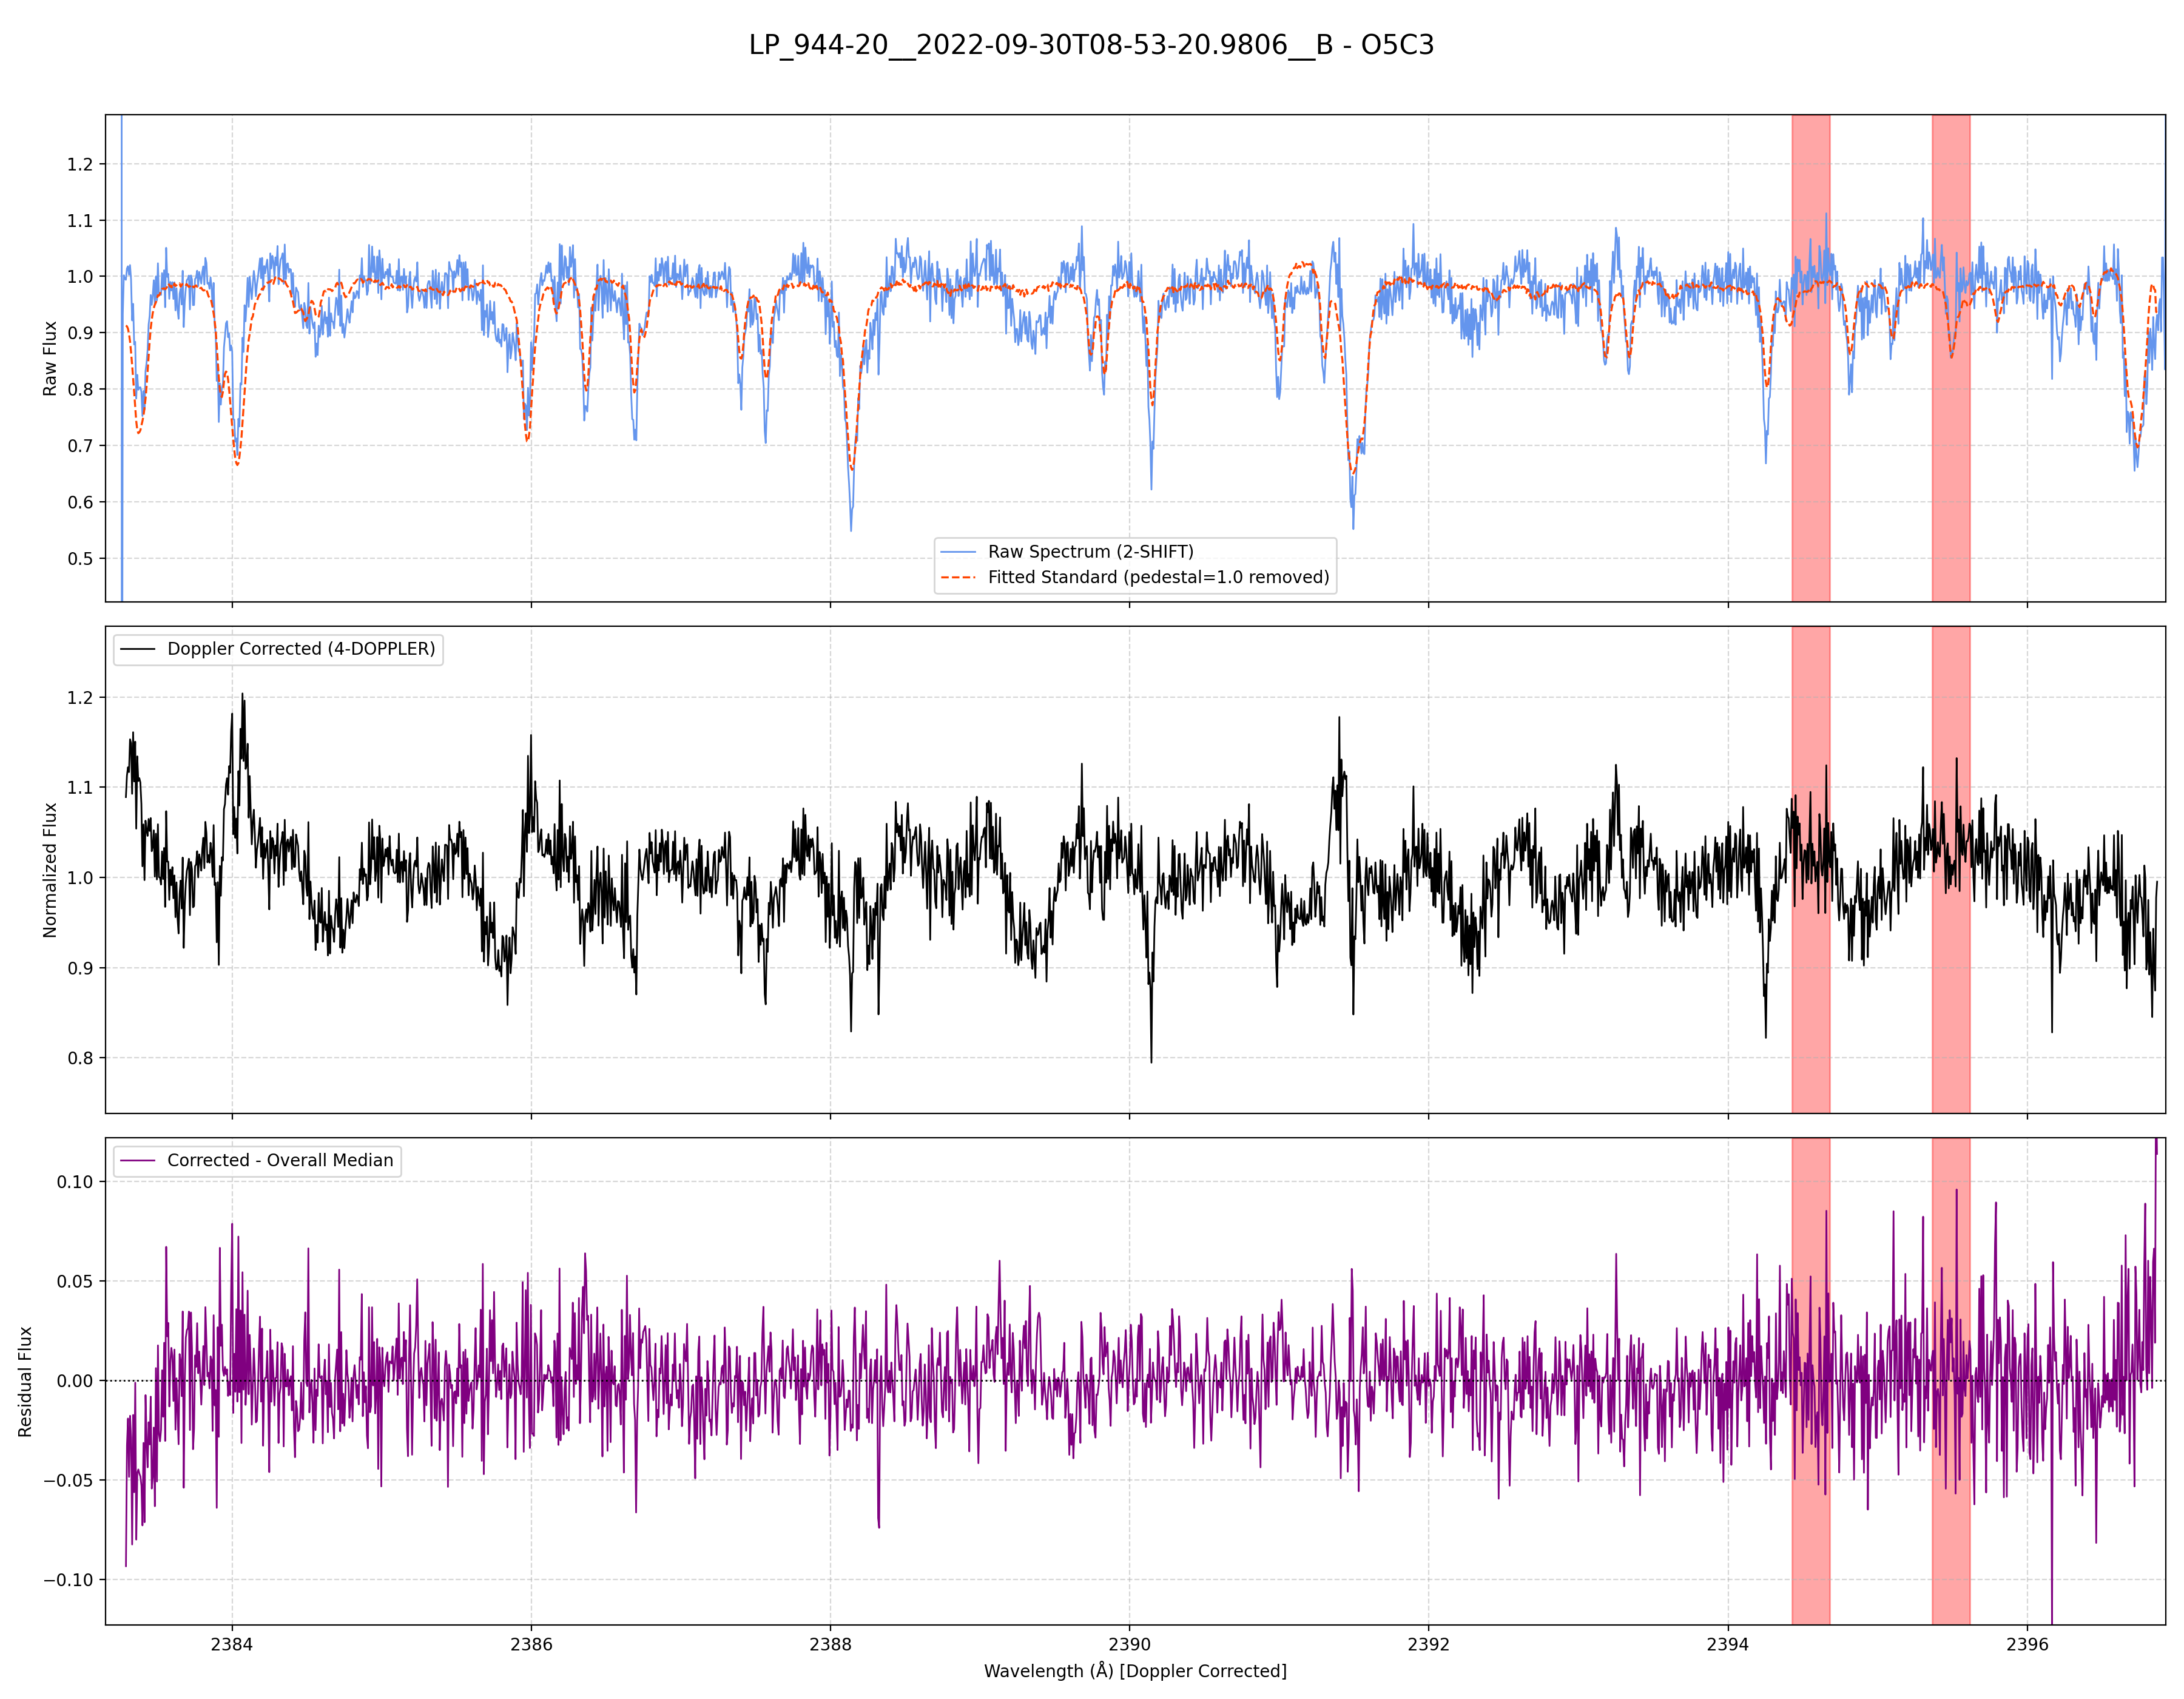 LP_944-20__2022-09-30T08-53-20.9806__B - O5C3
1.2
1.1
1.0
0.9
0.8
0.7
0.6
0.5
Raw Flux
Raw Spectrum (2-SHIFT)
Fitted Standard (pedestal=1.0 removed)
Doppler Corrected (4-DOPPLER)
1.2
1.1
1.0
0.9
0.8
Normalized Flux
Corrected - Overall Median
0.10
0.05
0.00
−0.05
−0.10
Residual Flux
2384 2386 2388 2390 2392 2394 2396
Wavelength (Å) [Doppler Corrected]